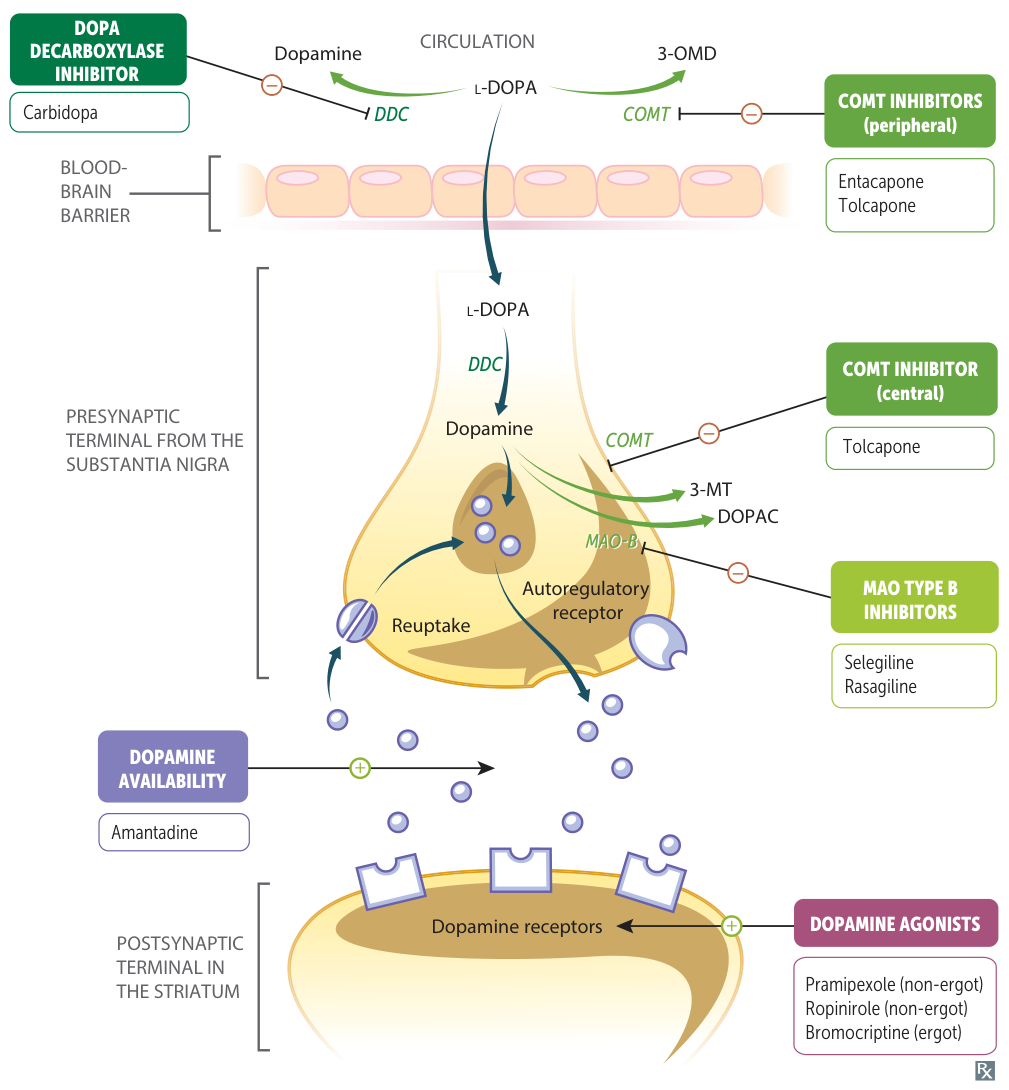 DOPA
DECARBOXYLASE
INHIBITOR
Carbidopa
CIRCULATION
Dopamine
L-DOPA
3-OMD
DDC
COMT
COMT INHIBITORS
(peripheral)
Entacapone
Tolcapone
BLOOD-
BRAIN
BARRIER
L-DOPA
DDC
Dopamine
PRESYNAPTIC
TERMINAL FROM THE
SUBSTANTIA NIGRA
COMT
COMT INHIBITOR
(central)
Tolcapone
3-MT
DOPAC
MAO-B
MAO TYPE B
INHIBITORS
Selegiline
Rasagiline
Autoregulatory
receptor
Reuptake
DOPAMINE
AVAILABILITY
Amantadine
Dopamine receptors
DOPAMINE AGONISTS
Pramipexole (non-ergot)
Ropinirole (non-ergot)
Bromocriptine (ergot)
POSTSYNAPTIC
TERMINAL IN
THE STRIATUM
Rx